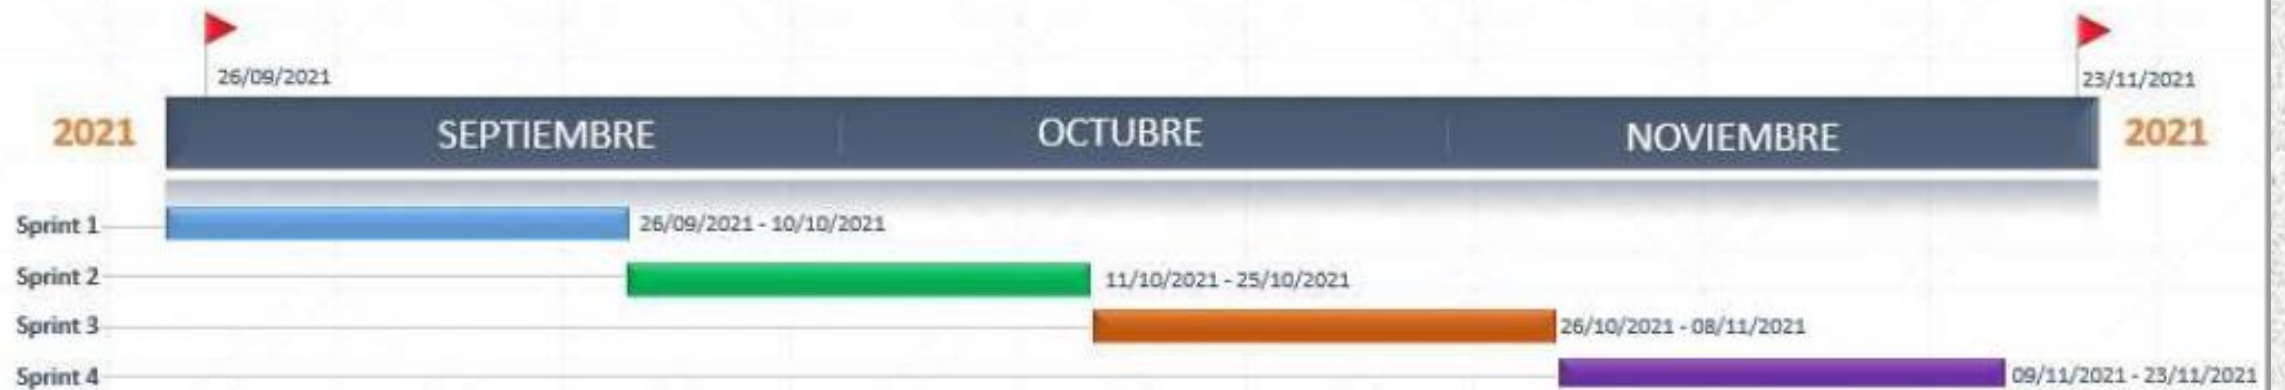 26/09/2021
23/11/2021
2021 SEPTIEMBRE OCTUBRE NOVIEMBRE 2021
Sprint 1 26/09/2021 - 10/10/2021
Sprint 2 11/10/2021 - 25/10/2021
Sprint 3 26/10/2021 - 08/11/2021
Sprint 4 09/11/2021 - 23/11/2021